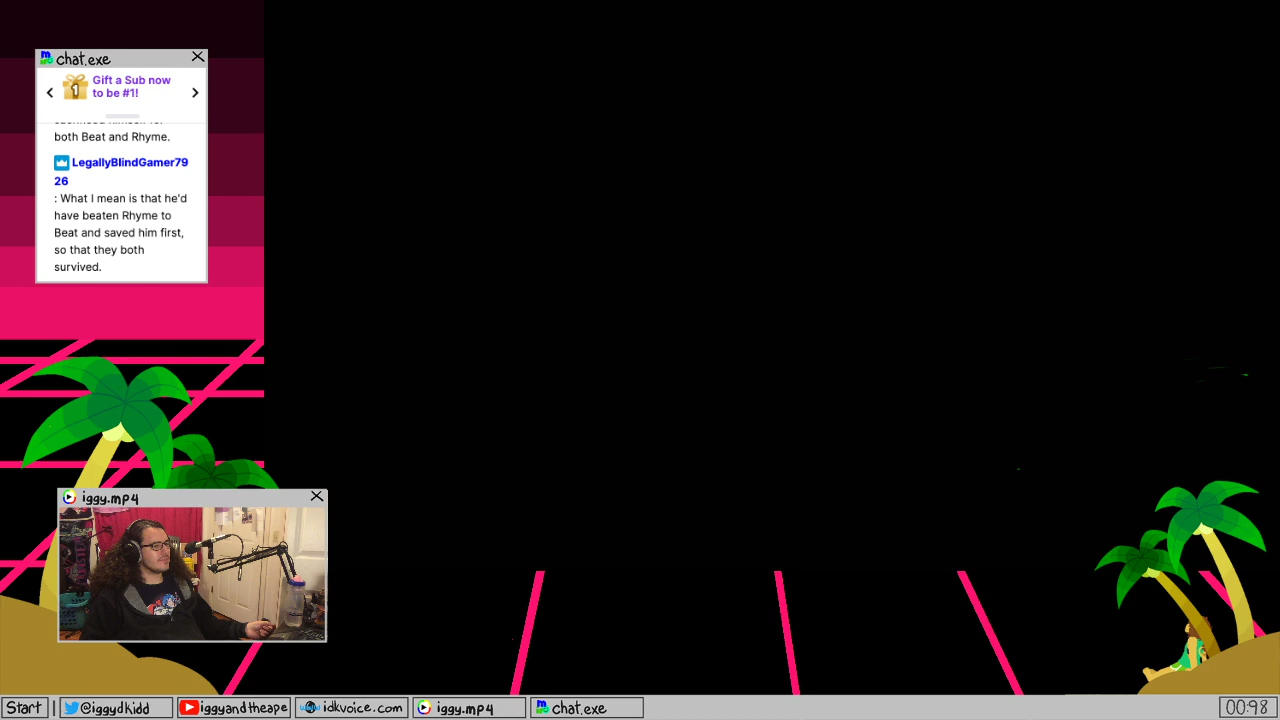 chat.exe
Gift a Sub now
to be #1!
1
both Beat and Rhyme.
LegallyBlindGamer79
26
: What I mean is that he'd
have beaten Rhyme to
Beat and saved him first,
so that they both
survived.
iggy.mp4
Start | @iggydkidd iggyandtheape idkvoice.com iggy.mp4 chat.exe 00:98